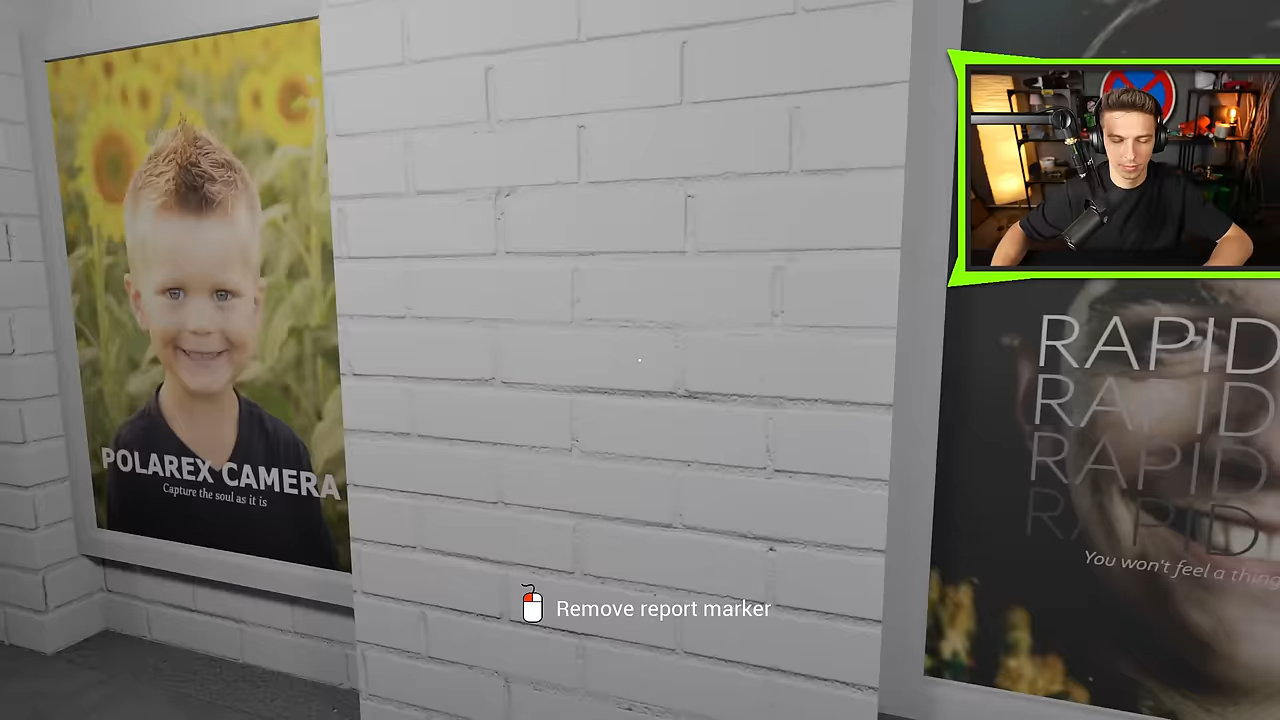 POLAREX CAMERA
Capture the soul as it is
RAPID
RAPID
RAPID
RAPID
You won't feel a thing
Remove report marker